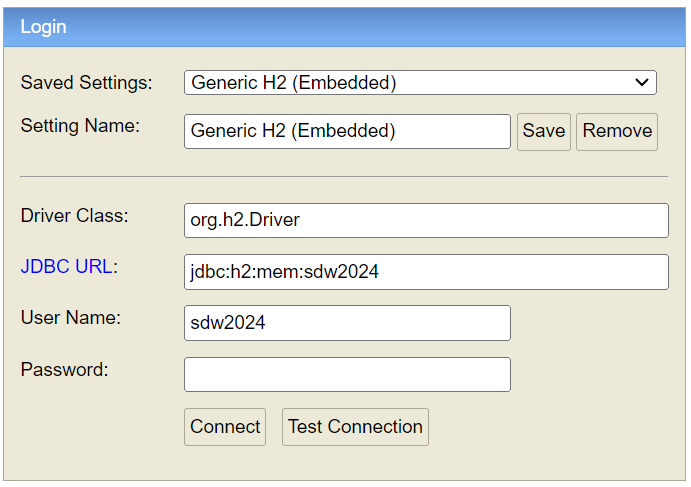 Login
Saved Settings: Generic H2 (Embedded)
Setting Name: Generic H2 (Embedded) Save Remove
Driver Class: org.h2.Driver
JDBC URL: jdbc:h2:mem:sdw2024
User Name: sdw2024
Password:
Connect Test Connection